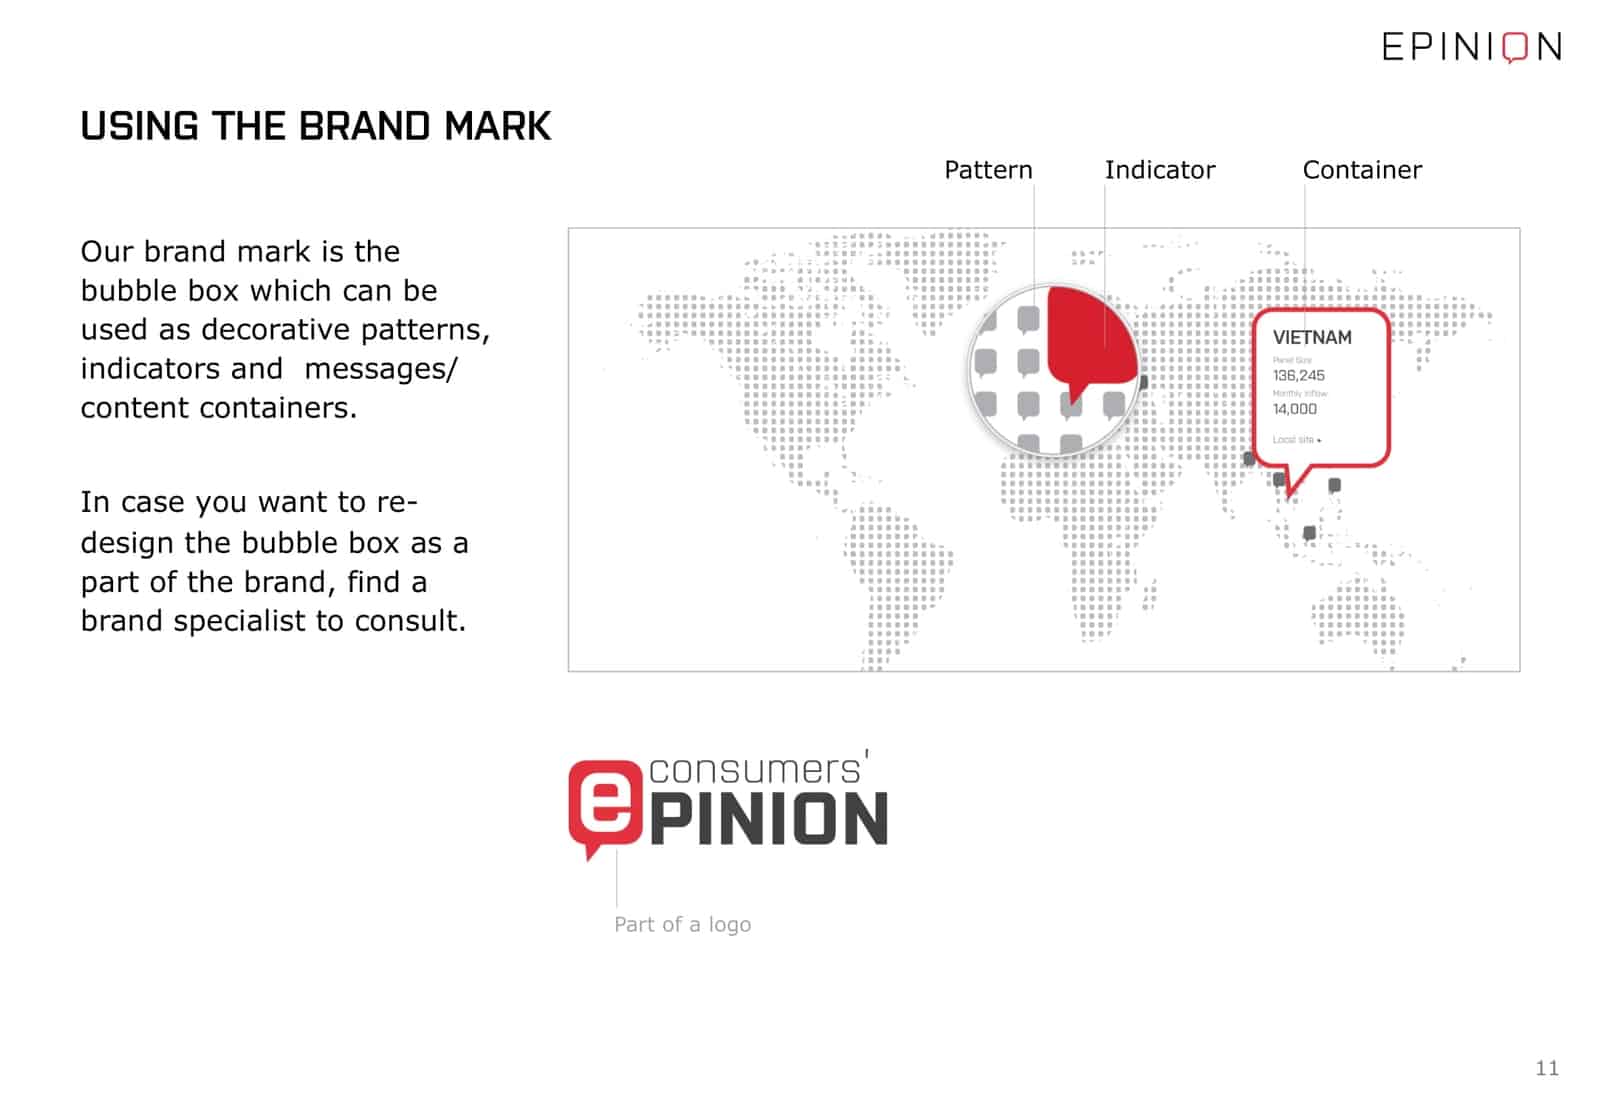 EPINION
USING THE BRAND MARK
Pattern
Indicator
Container
Our brand mark is the
bubble box which can be
used as decorative patterns,
indicators and  messages/
content containers.
In case you want to re-
design the bubble box as a
part of the brand, find a
brand specialist to consult.
VIETNAM
Panel Size
136,245
Monthly Inflow
14,000
Local site ▸
consumers'
ePINION
Part of a logo
11